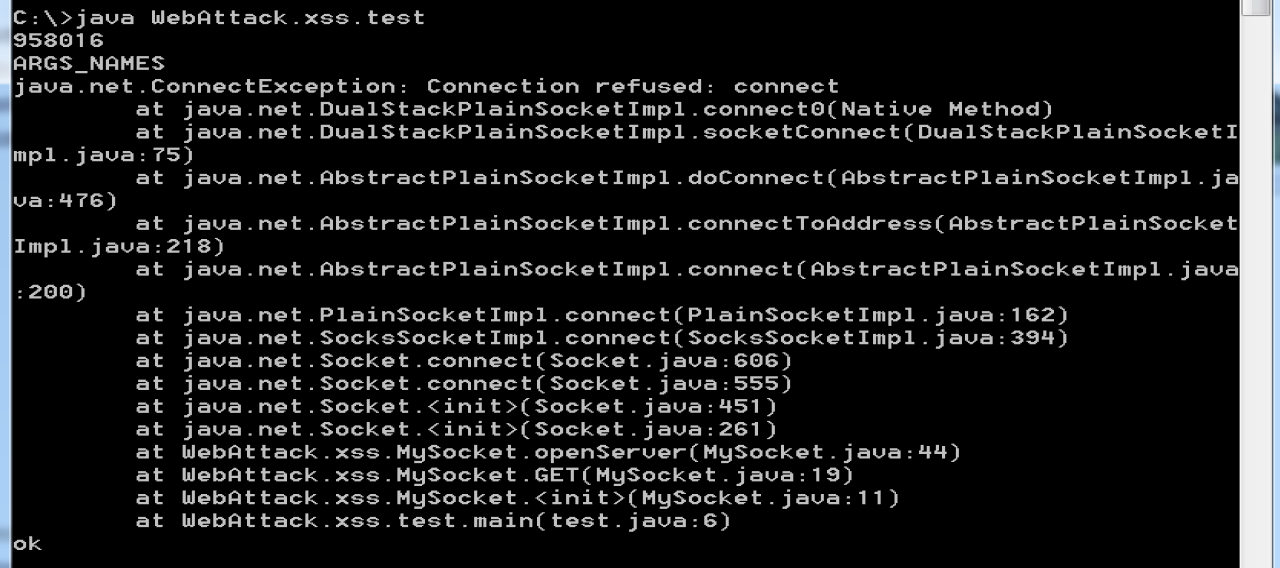 C:\>java WebAttack.xss.test
958016
ARGS_NAMES
java.net.ConnectException: Connection refused: connect
at java.net.DualStackPlainSocketImpl.connect0(Native Method)
at java.net.DualStackPlainSocketImpl.socketConnect(DualStackPlainSocketI
mpl.java:75)
at java.net.AbstractPlainSocketImpl.doConnect(AbstractPlainSocketImpl.ja
va:476)
at java.net.AbstractPlainSocketImpl.connectToAddress(AbstractPlainSocket
Impl.java:218)
at java.net.AbstractPlainSocketImpl.connect(AbstractPlainSocketImpl.java
:200)
at java.net.PlainSocketImpl.connect(PlainSocketImpl.java:162)
at java.net.SocksSocketImpl.connect(SocksSocketImpl.java:394)
at java.net.Socket.connect(Socket.java:606)
at java.net.Socket.connect(Socket.java:555)
at java.net.Socket.<init>(Socket.java:451)
at java.net.Socket.<init>(Socket.java:261)
at WebAttack.xss.MySocket.openServer(MySocket.java:44)
at WebAttack.xss.MySocket.GET(MySocket.java:19)
at WebAttack.xss.MySocket.<init>(MySocket.java:11)
at WebAttack.xss.test.main(test.java:6)
ok